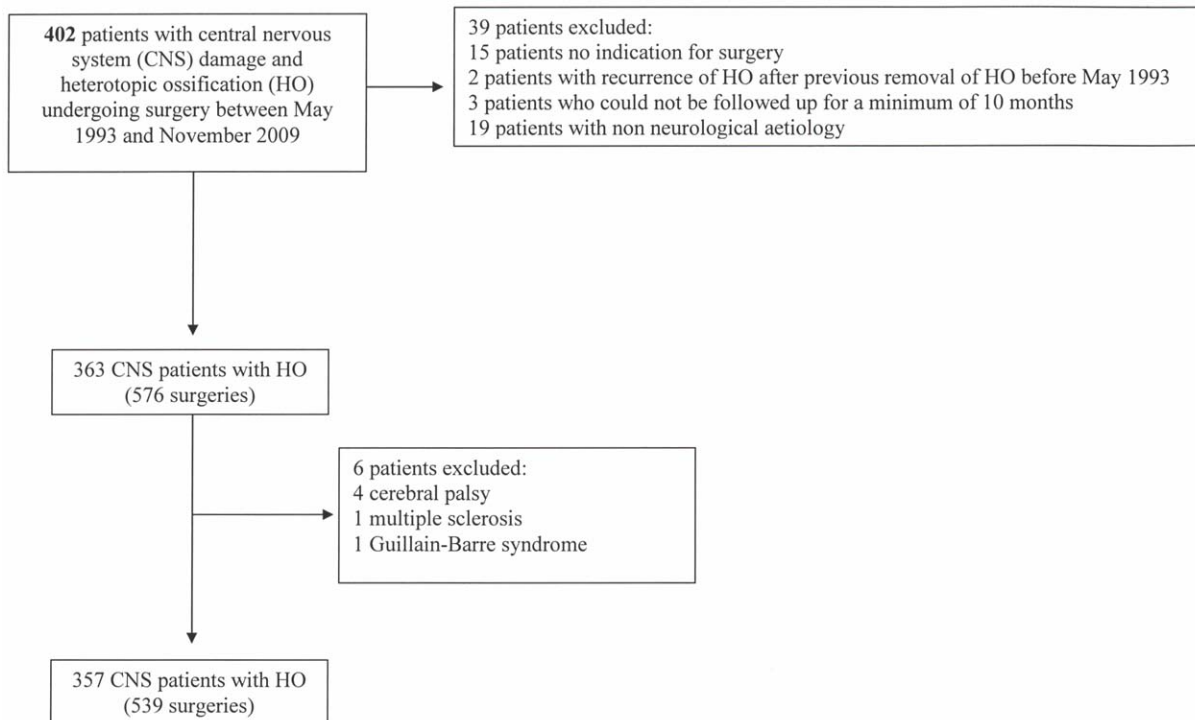 402 patients with central nervous
system (CNS) damage and
heterotopic ossification (HO)
undergoing surgery between May
1993 and November 2009
39 patients excluded:
15 patients no indication for surgery
2 patients with recurrence of HO after previous removal of HO before May 1993
3 patients who could not be followed up for a minimum of 10 months
19 patients with non neurological aetiology
363 CNS patients with HO
(576 surgeries)
6 patients excluded:
4 cerebral palsy
1 multiple sclerosis
1 Guillain-Barre syndrome
357 CNS patients with HO
(539 surgeries)